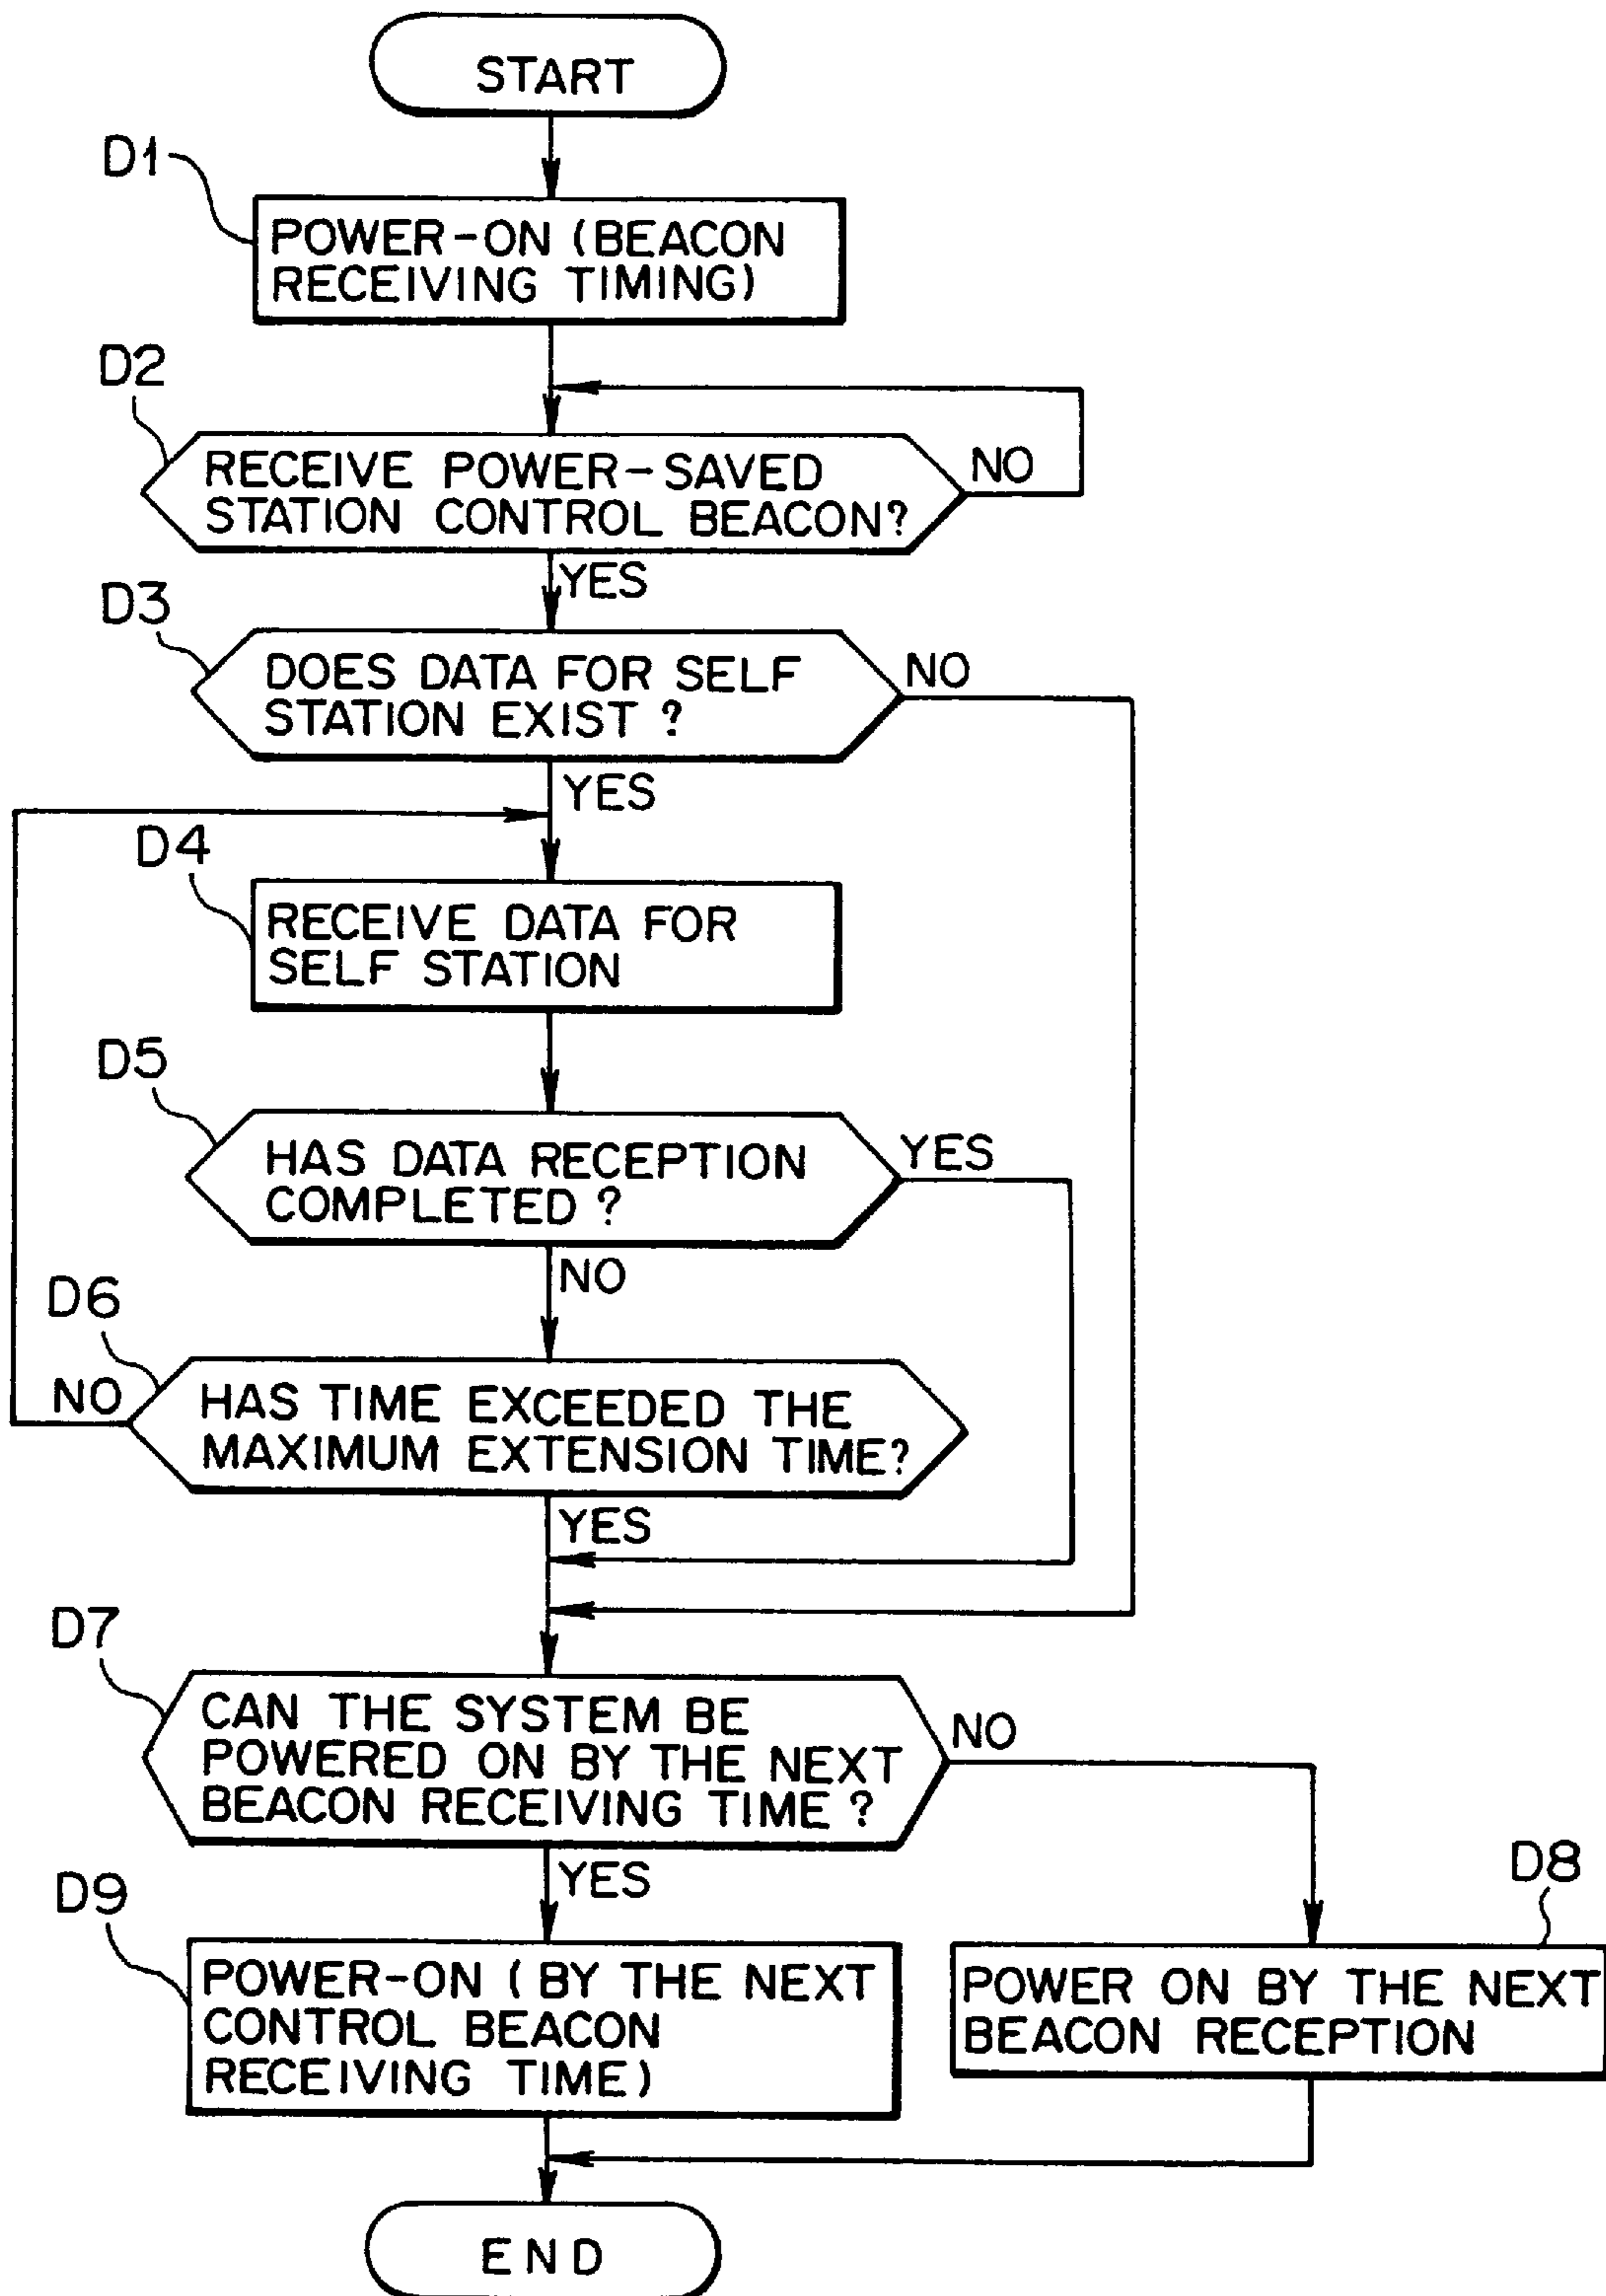 START
D1
POWER-ON (BEACON
RECEIVING TIMING)
D2
RECEIVE POWER-SAVED
STATION CONTROL BEACON?
NO
YES
D3
DOES DATA FOR SELF
STATION EXIST ?
NO
YES
D4
RECEIVE DATA FOR
SELF STATION
D5
HAS DATA RECEPTION
COMPLETED ?
YES
NO
D6
NO
HAS TIME EXCEEDED THE
MAXIMUM EXTENSION TIME?
YES
D7
CAN THE SYSTEM BE
POWERED ON BY THE NEXT
BEACON RECEIVING TIME ?
NO
YES
D9
POWER-ON ( BY THE NEXT
CONTROL BEACON
RECEIVING TIME)
D8
POWER ON BY THE NEXT
BEACON RECEPTION
END